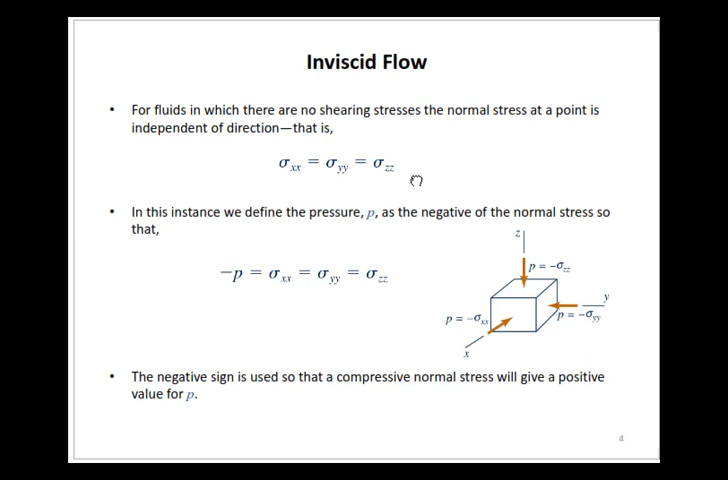 Inviscid Flow
• For fluids in which there are no shearing stresses the normal stress at a point is
independent of direction—that is,
σxx = σyy = σzz
• In this instance we define the pressure, p, as the negative of the normal stress so
that,
z
p = −σzz
−p = σxx = σyy = σzz
y
p = −σxx
p = −σyy
x
• The negative sign is used so that a compressive normal stress will give a positive
value for p.
4